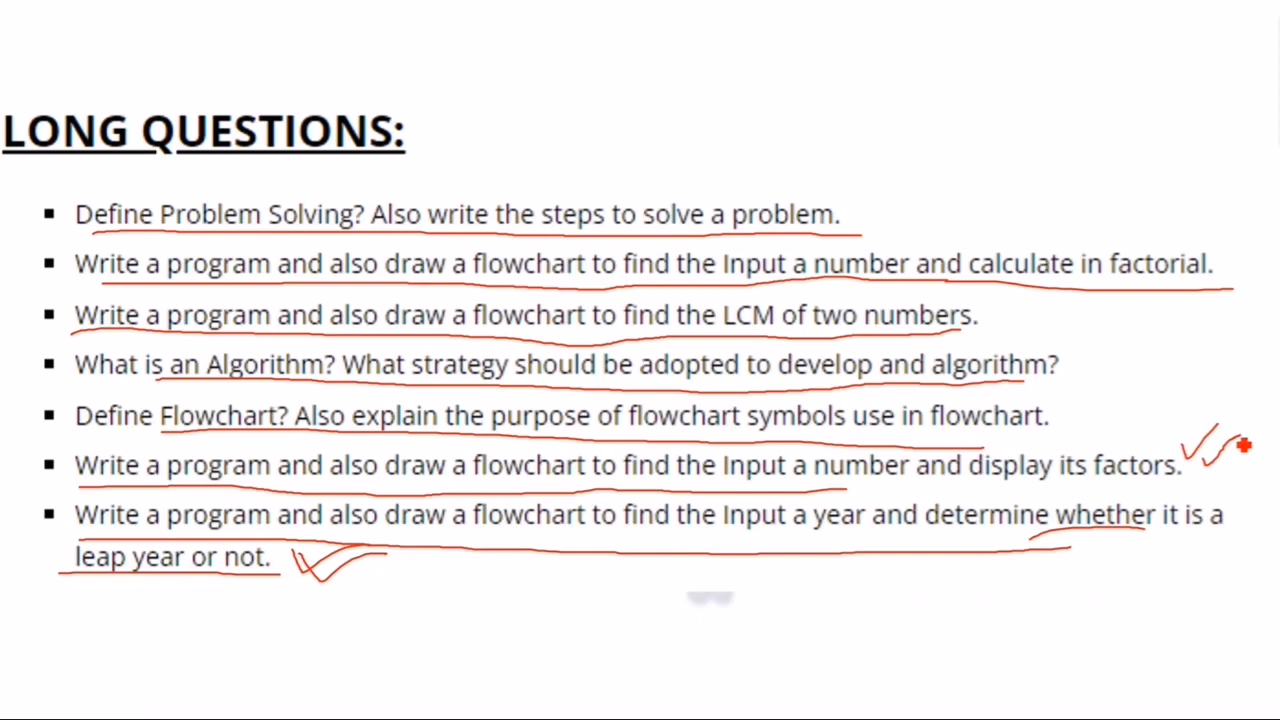 LONG QUESTIONS:
▪ Define Problem Solving? Also write the steps to solve a problem.
▪ Write a program and also draw a flowchart to find the Input a number and calculate in factorial.
▪ Write a program and also draw a flowchart to find the LCM of two numbers.
▪ What is an Algorithm? What strategy should be adopted to develop and algorithm?
▪ Define Flowchart? Also explain the purpose of flowchart symbols use in flowchart.
▪ Write a program and also draw a flowchart to find the Input a number and display its factors.
▪ Write a program and also draw a flowchart to find the Input a year and determine whether it is a
leap year or not.